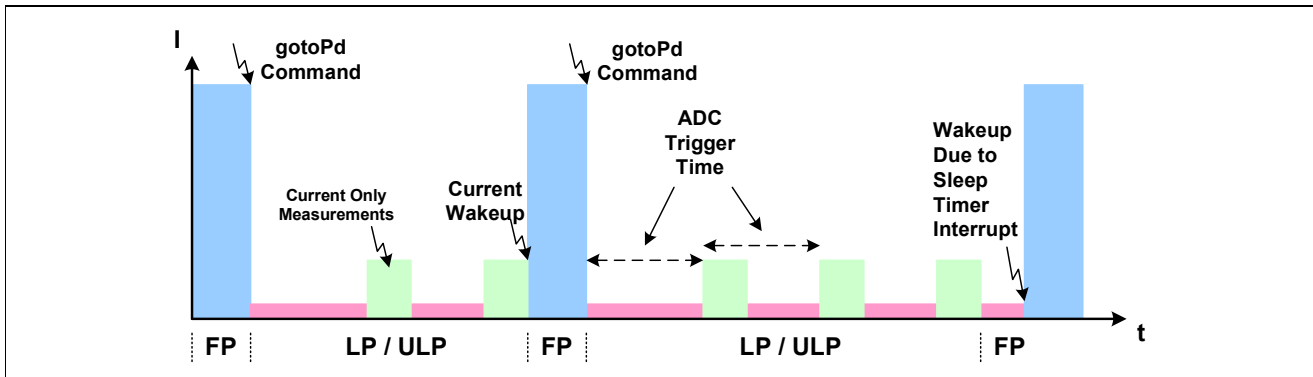 I
gotoPd
Command
gotoPd
Command
ADC
Trigger
Time
Wakeup
Due to
Sleep
Timer
Interrupt
Current Only
Measurements
Current
Wakeup
t
FP
LP / ULP
FP
LP / ULP
FP